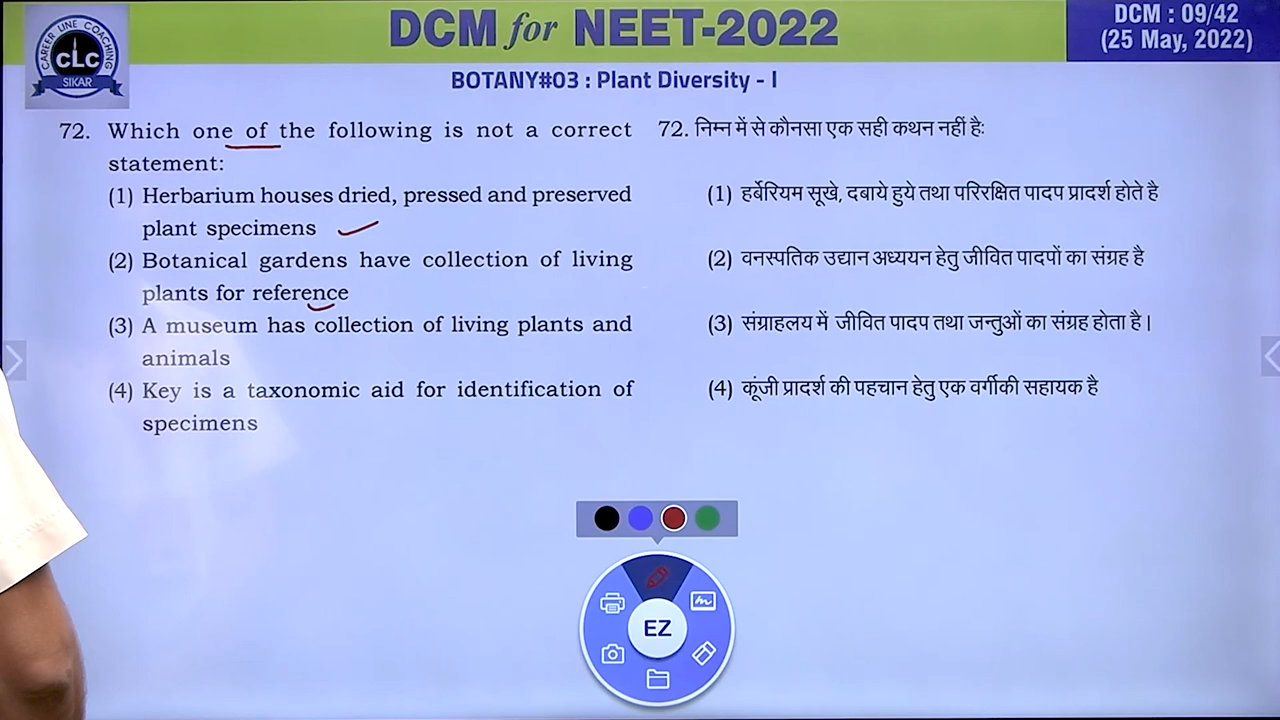 CAREER LINE COACHING
CLC
SIKAR
DCM for NEET-2022
DCM : 09/42
(25 May, 2022)
BOTANY#03 : Plant Diversity - I
72. Which one of the following is not a correct
statement:
(1) Herbarium houses dried, pressed and preserved
plant specimens
(2) Botanical gardens have collection of living
plants for reference
(3) A museum has collection of living plants and
animals
(4) Key is a taxonomic aid for identification of
specimens
72. निम्न में से कौनसा एक सही कथन नहीं है:
(1) हर्बेरियम सूखे, दबाये हुये तथा परिरक्षित पादप प्रादर्श होते है
(2) वनस्पतिक उद्यान अध्ययन हेतु जीवित पादपों का संग्रह है
(3) संग्राहलय में जीवित पादप तथा जन्तुओं का संग्रह होता है।
(4) कूंजी प्रादर्श की पहचान हेतु एक वर्गीकी सहायक है
EZ